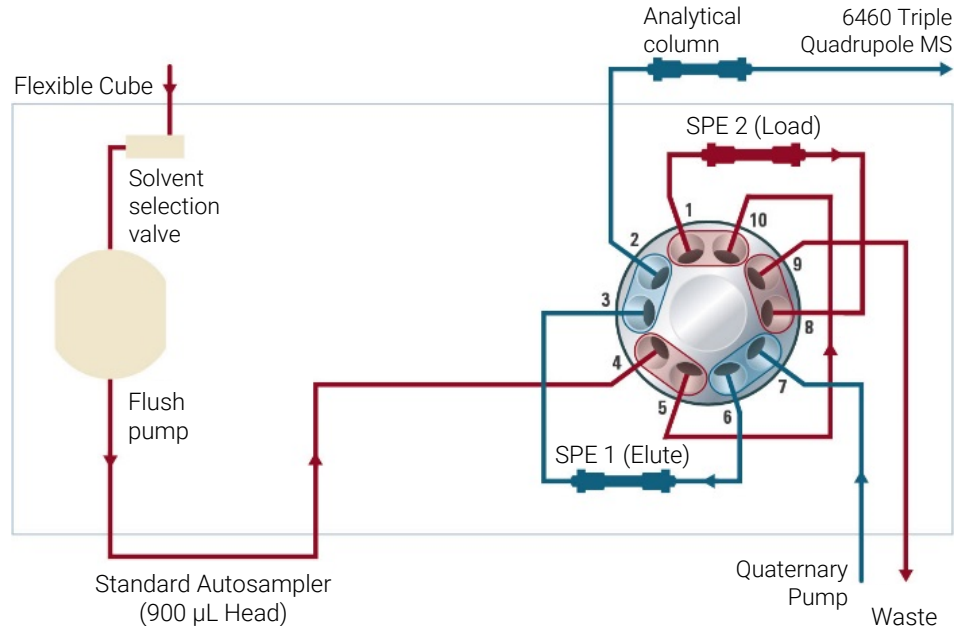 Analytical
column
6460 Triple
Quadrupole MS
Flexible Cube
SPE 2 (Load)
Solvent
selection
valve
1
10
2
9
3
8
4
7
5
6
Flush
pump
SPE 1 (Elute)
Standard Autosampler
(900 µL Head)
Quaternary
Pump
Waste